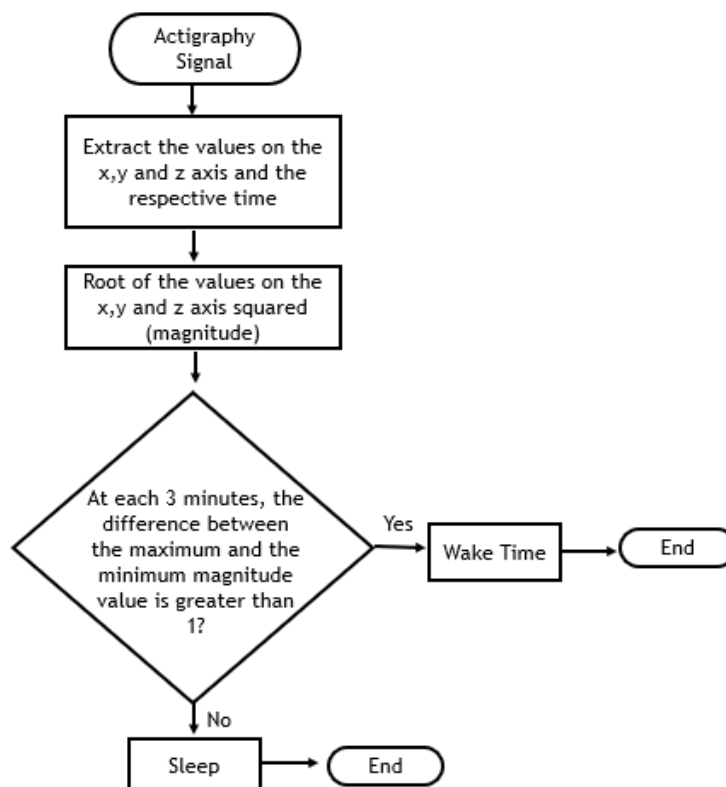 Actigraphy
Signal
Extract the values on the
x,y and z axis and the
respective time
Root of the values on the
x,y and z axis squared
(magnitude)
At each 3 minutes, the
difference between
the maximum and the
minimum magnitude
value is greater than
1?
Yes
Wake Time
End
No
Sleep
End